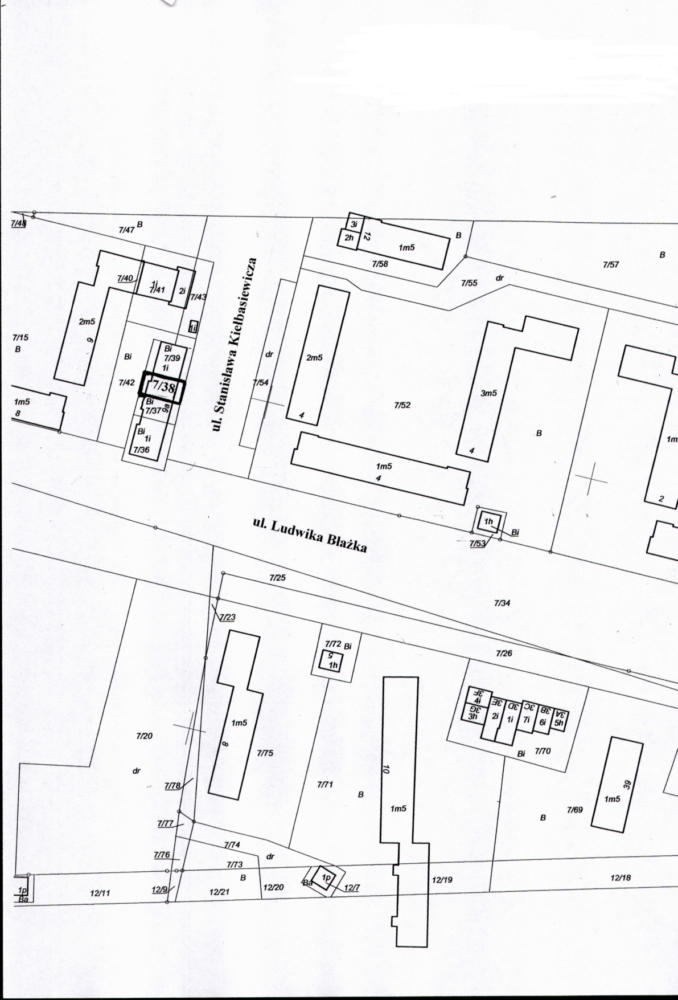 7/48
7/47 B
3i
2h
12
1m5
B
7/58
7/57
B
7/55
dr
7/40
1i
7/41
2i
7/43
1i
2m5
6
7/15
B
Bi
7/42
Bi
7/39
1i
7/38
Bi
7/37
9a
Bi
1i
7/36
1m5
8
ul. Stanisława Kiełbasiewicza
dr
7/54
2m5
4
7/52
3m5
4
B
1m
2
1m5
4
1h
Bi
7/53
ul. Ludwika Błażka
7/25
7/34
7/23
7/26
7/72 Bi
5
1h
3F
4i
3G
3h
3E
2i
3D
1i
3C
7i
3B
6i
3A
5h
Bi
7/70
1m5
8
7/20
dr
7/75
7/78
7/71
B
10
1m5
39
1m5
7/69
B
7/77
7/76
7/74
dr
7/73
B
1p
Ba
12/11
12/9
12/21
12/20
Ba
1p
12/7
12/19
12/18